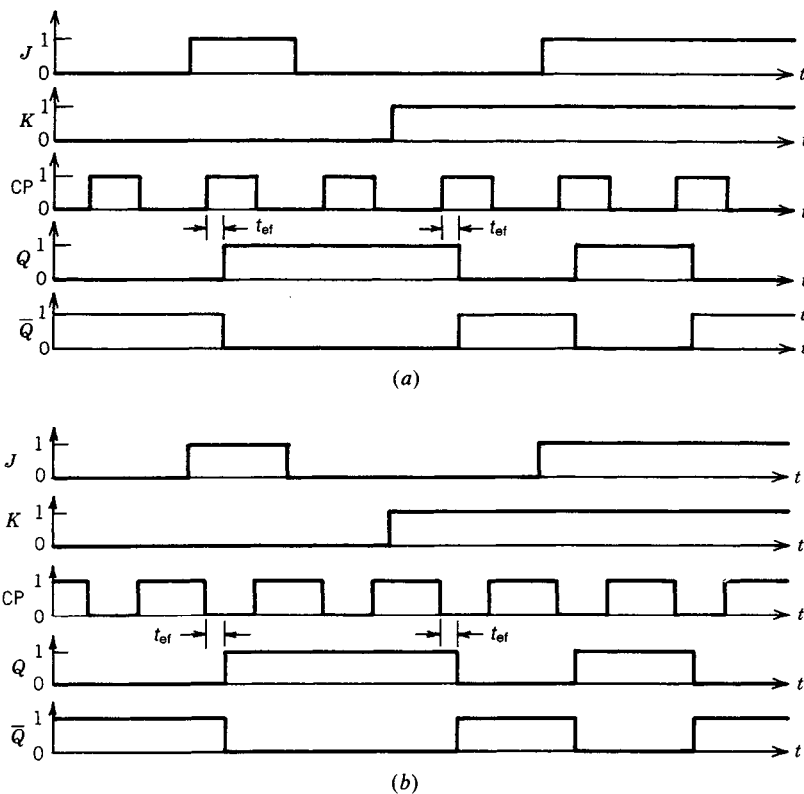 J 1 0 t
K 1 0 t
CP 1 0 t
t_ef t_ef
Q 1 0 t
t
Q̅ 1 0 t
(a)
J 1 0 t
K 1 0 t
CP 1 0 t
t_ef t_ef
Q 1 0 t
Q̅ 1 0 t
(b)